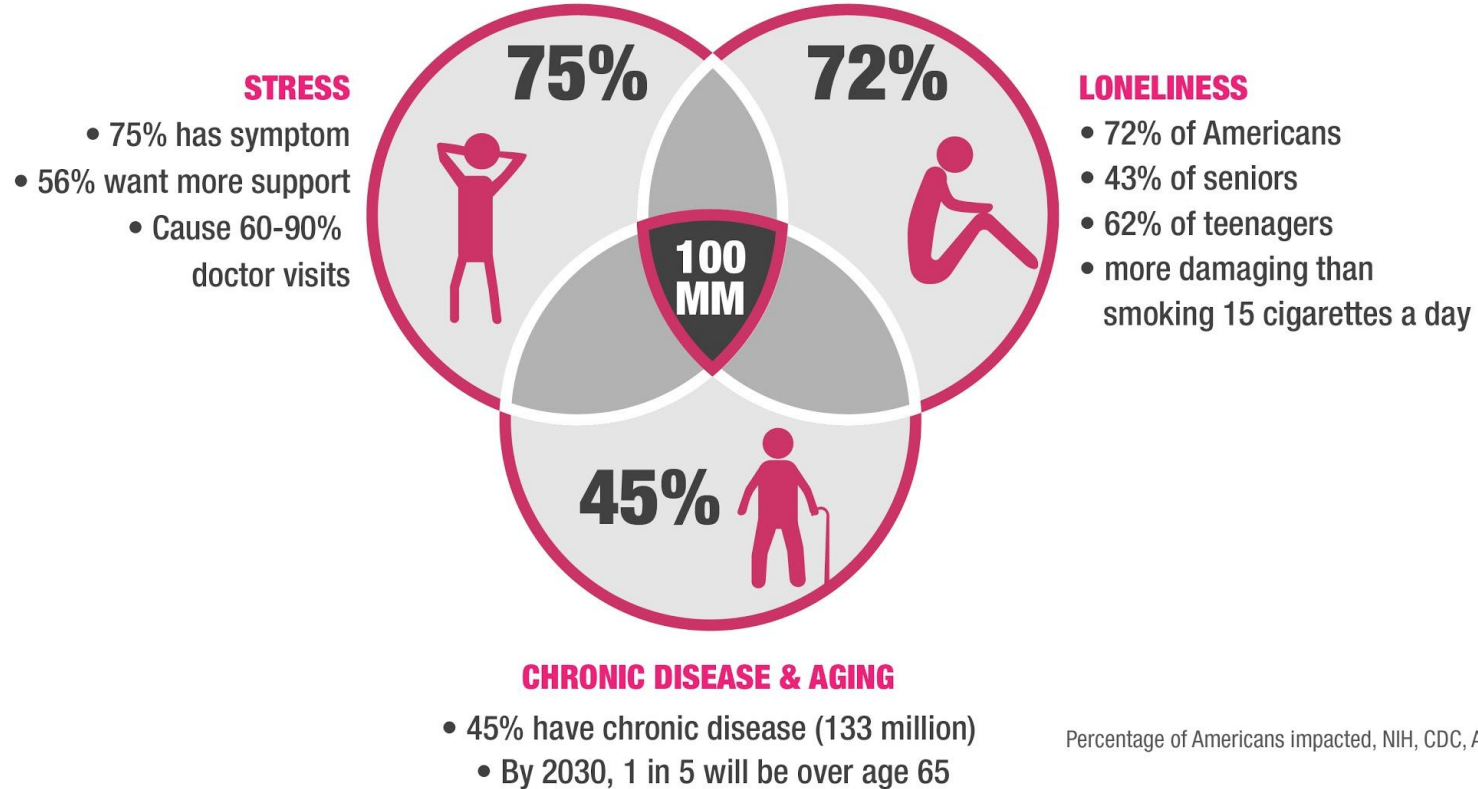 75%
72%
STRESS
• 75% has symptom
• 56% want more support
• Cause 60-90%
doctor visits
LONELINESS
• 72% of Americans
• 43% of seniors
• 62% of teenagers
• more damaging than
smoking 15 cigarettes a day
100
MM
45%
CHRONIC DISEASE & AGING
• 45% have chronic disease (133 million)
• By 2030, 1 in 5 will be over age 65
Percentage of Americans impacted, NIH, CDC,